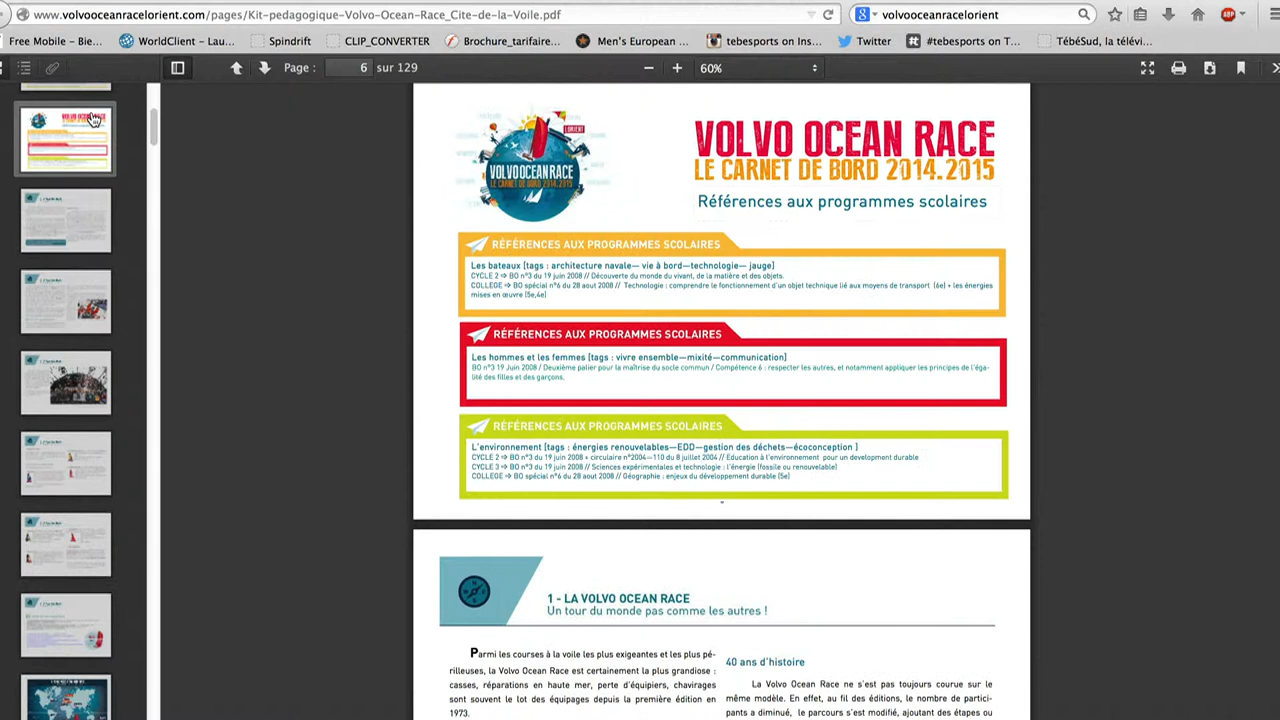 www.volvooceanracelorient.com/pages/Kit-pedagogique-Volvo-Ocean-Race_Cite-de-la-Voile.pdf
volvooceanracelorient
ABP
Free Mobile – Bie...
WorldClient – Lau...
Spindrift
CLIP_CONVERTER
Brochure_tarifaire...
Men's European ...
tebesports on Ins...
Twitter
#tebesports on T...
TébéSud, la télévi...
Page :
6
sur 129
60%
LORIENT
VOLVO OCEAN RACE
LE CARNET DE BORD 2014.2015
VOLVO OCEAN RACE
LE CARNET DE BORD 2014.2015
Références aux programmes scolaires
RÉFÉRENCES AUX PROGRAMMES SCOLAIRES
Les bateaux [tags : architecture navale— vie à bord—technologie— jauge]
CYCLE 2 => BO n°3 du 19 juin 2008 // Découverte du monde du vivant, de la matière et des objets.
COLLEGE => BO spécial n°6 du 28 aout 2008 // Technologie : comprendre le fonctionnement d'un objet technique lié aux moyens de transport (6e) + les énergies
mises en œuvre (5e,4e)
RÉFÉRENCES AUX PROGRAMMES SCOLAIRES
Les hommes et les femmes [tags : vivre ensemble—mixité—communication]
BO n°3 19 Juin 2008 / Deuxième palier pour la maîtrise du socle commun / Compétence 6 : respecter les autres, et notamment appliquer les principes de l'éga-
lité des filles et des garçons.
RÉFÉRENCES AUX PROGRAMMES SCOLAIRES
L'environnement [tags : énergies renouvelables—EDD—gestion des déchets—écoconception ]
CYCLE 2 => BO n°3 du 19 juin 2008 + circulaire n°2004—110 du 8 juillet 2004 // Éducation à l'environnement pour un development durable
CYCLE 3 => BO n°3 du 19 juin 2008 // Sciences expérimentales et technologie : l'énergie (fossile ou renouvelable)
COLLEGE => BO spécial n°6 du 28 aout 2008 // Géographie : enjeux du développement durable (5e)
1 - LA VOLVO OCEAN RACE
Un tour du monde pas comme les autres !
Parmi les courses à la voile les plus exigeantes et les plus pé-
rilleuses, la Volvo Ocean Race est certainement la plus grandiose :
casses, réparations en haute mer, perte d'équipiers, chavirages
sont souvent le lot des équipages depuis la première édition en
1973.
40 ans d'histoire
La Volvo Ocean Race ne s'est pas toujours courue sur le
même modèle. En effet, au fil des éditions, le nombre de partici-
pants a diminué, le parcours s'est modifié, ajoutant des étapes ou